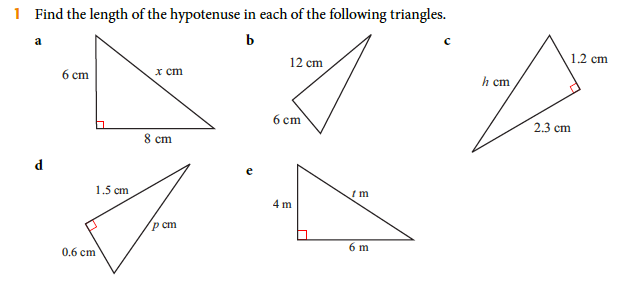 1 Find the length of the hypotenuse in each of the following triangles.
a
6 cm
x cm
8 cm
b
12 cm
6 cm
c
1.2 cm
h cm
2.3 cm
d
1.5 cm
p cm
0.6 cm
e
4 m
t m
6 m